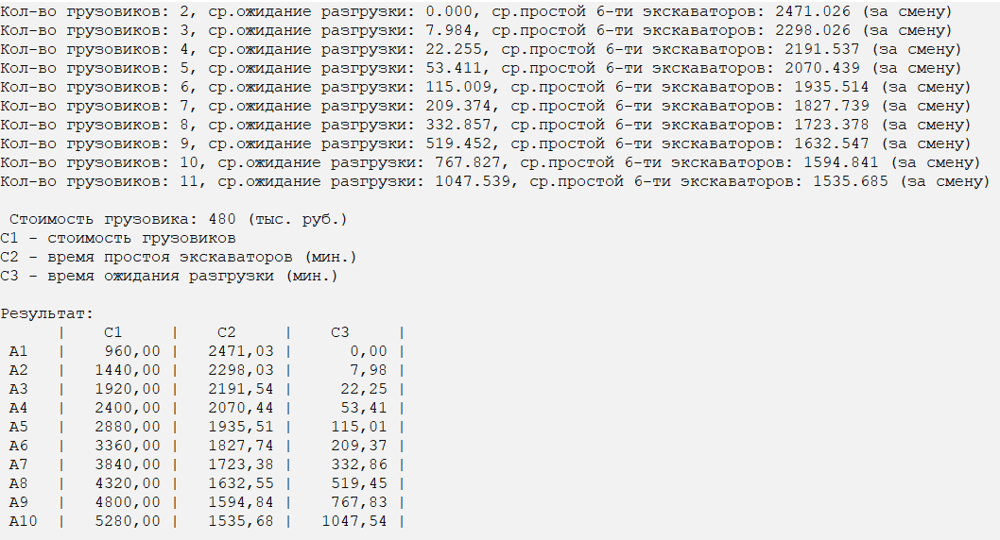 Кол-во грузовиков: 2, ср.ожидание разгрузки: 0.000, ср.простой 6-ти экскаваторов: 2471.026 (за смену)
Кол-во грузовиков: 3, ср.ожидание разгрузки: 7.984, ср.простой 6-ти экскаваторов: 2298.026 (за смену)
Кол-во грузовиков: 4, ср.ожидание разгрузки: 22.255, ср.простой 6-ти экскаваторов: 2191.537 (за смену)
Кол-во грузовиков: 5, ср.ожидание разгрузки: 53.411, ср.простой 6-ти экскаваторов: 2070.439 (за смену)
Кол-во грузовиков: 6, ср.ожидание разгрузки: 115.009, ср.простой 6-ти экскаваторов: 1935.514 (за смену)
Кол-во грузовиков: 7, ср.ожидание разгрузки: 209.374, ср.простой 6-ти экскаваторов: 1827.739 (за смену)
Кол-во грузовиков: 8, ср.ожидание разгрузки: 332.857, ср.простой 6-ти экскаваторов: 1723.378 (за смену)
Кол-во грузовиков: 9, ср.ожидание разгрузки: 519.452, ср.простой 6-ти экскаваторов: 1632.547 (за смену)
Кол-во грузовиков: 10, ср.ожидание разгрузки: 767.827, ср.простой 6-ти экскаваторов: 1594.841 (за смену)
Кол-во грузовиков: 11, ср.ожидание разгрузки: 1047.539, ср.простой 6-ти экскаваторов: 1535.685 (за смену)
Стоимость грузовика: 480 (тыс. руб.)
C1 - стоимость грузовиков
C2 - время простоя экскаваторов (мин.)
C3 - время ожидания разгрузки (мин.)
Результат:
| C1 | C2 | C3 |
A1 | 960,00 | 2471,03 | 0,00 |
A2 | 1440,00 | 2298,03 | 7,98 |
A3 | 1920,00 | 2191,54 | 22,25 |
A4 | 2400,00 | 2070,44 | 53,41 |
A5 | 2880,00 | 1935,51 | 115,01 |
A6 | 3360,00 | 1827,74 | 209,37 |
A7 | 3840,00 | 1723,38 | 332,86 |
A8 | 4320,00 | 1632,55 | 519,45 |
A9 | 4800,00 | 1594,84 | 767,83 |
A10 | 5280,00 | 1535,68 | 1047,54 |